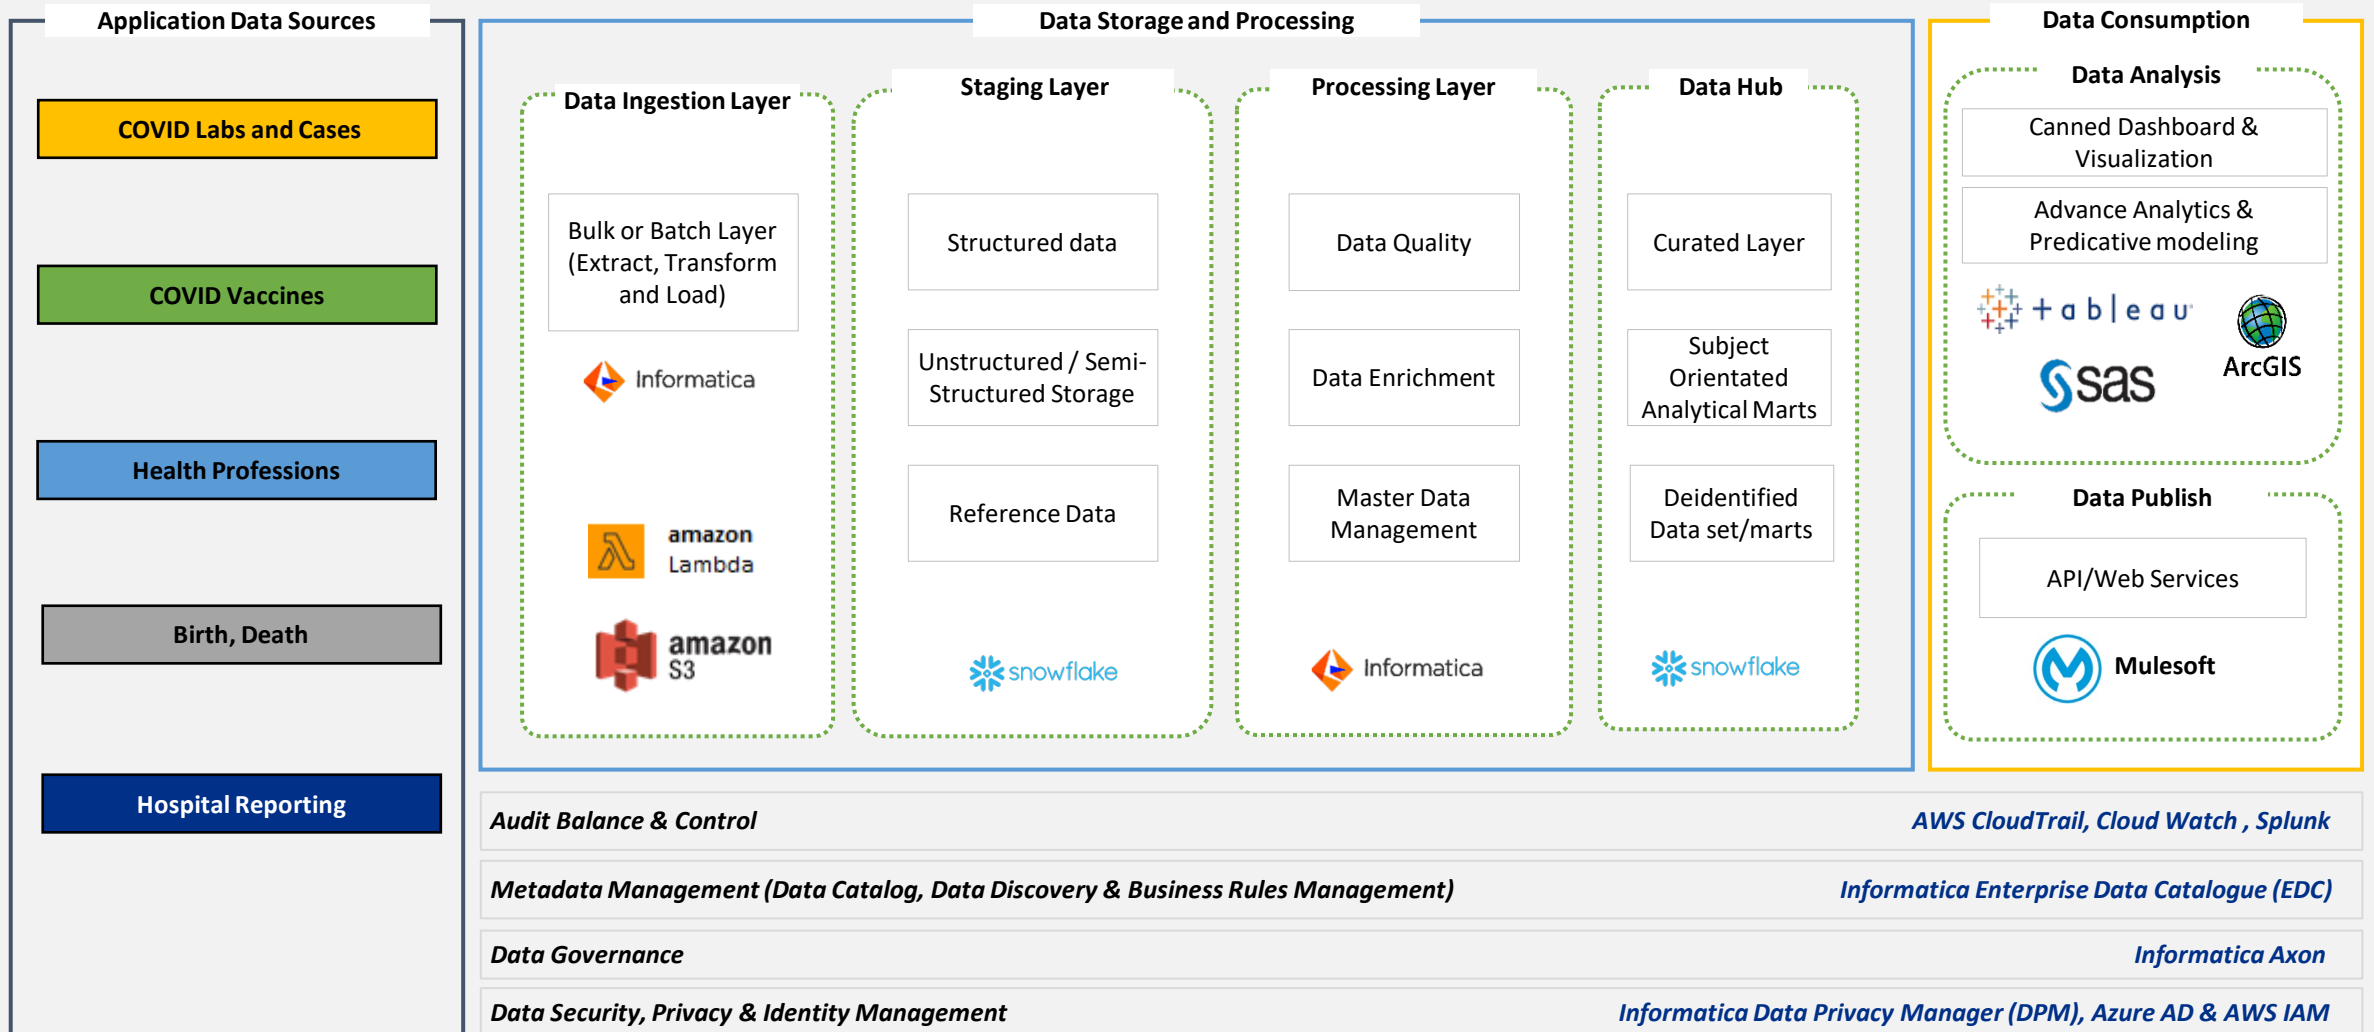 Application Data Sources
COVID Labs and Cases
COVID Vaccines
Health Professions
Birth, Death
Hospital Reporting
Data Storage and Processing
Data Ingestion Layer
Bulk or Batch Layer
(Extract, Transform
and Load)
Informatica
amazon
Lambda
amazon
S3
Staging Layer
Structured data
Unstructured / Semi-
Structured Storage
Reference Data
snowflake
Processing Layer
Data Quality
Data Enrichment
Master Data
Management
Informatica
Data Hub
Curated Layer
Subject
Orientated
Analytical Marts
Deidentified
Data set/marts
snowflake
Data Consumption
Data Analysis
Canned Dashboard &
Visualization
Advance Analytics &
Predicative modeling
+ableau
ArcGIS
sas
Data Publish
API/Web Services
Mulesoft
Audit Balance & Control
AWS CloudTrail, Cloud Watch , Splunk
Metadata Management (Data Catalog, Data Discovery & Business Rules Management)
Informatica Enterprise Data Catalogue (EDC)
Data Governance
Informatica Axon
Data Security, Privacy & Identity Management
Informatica Data Privacy Manager (DPM), Azure AD & AWS IAM